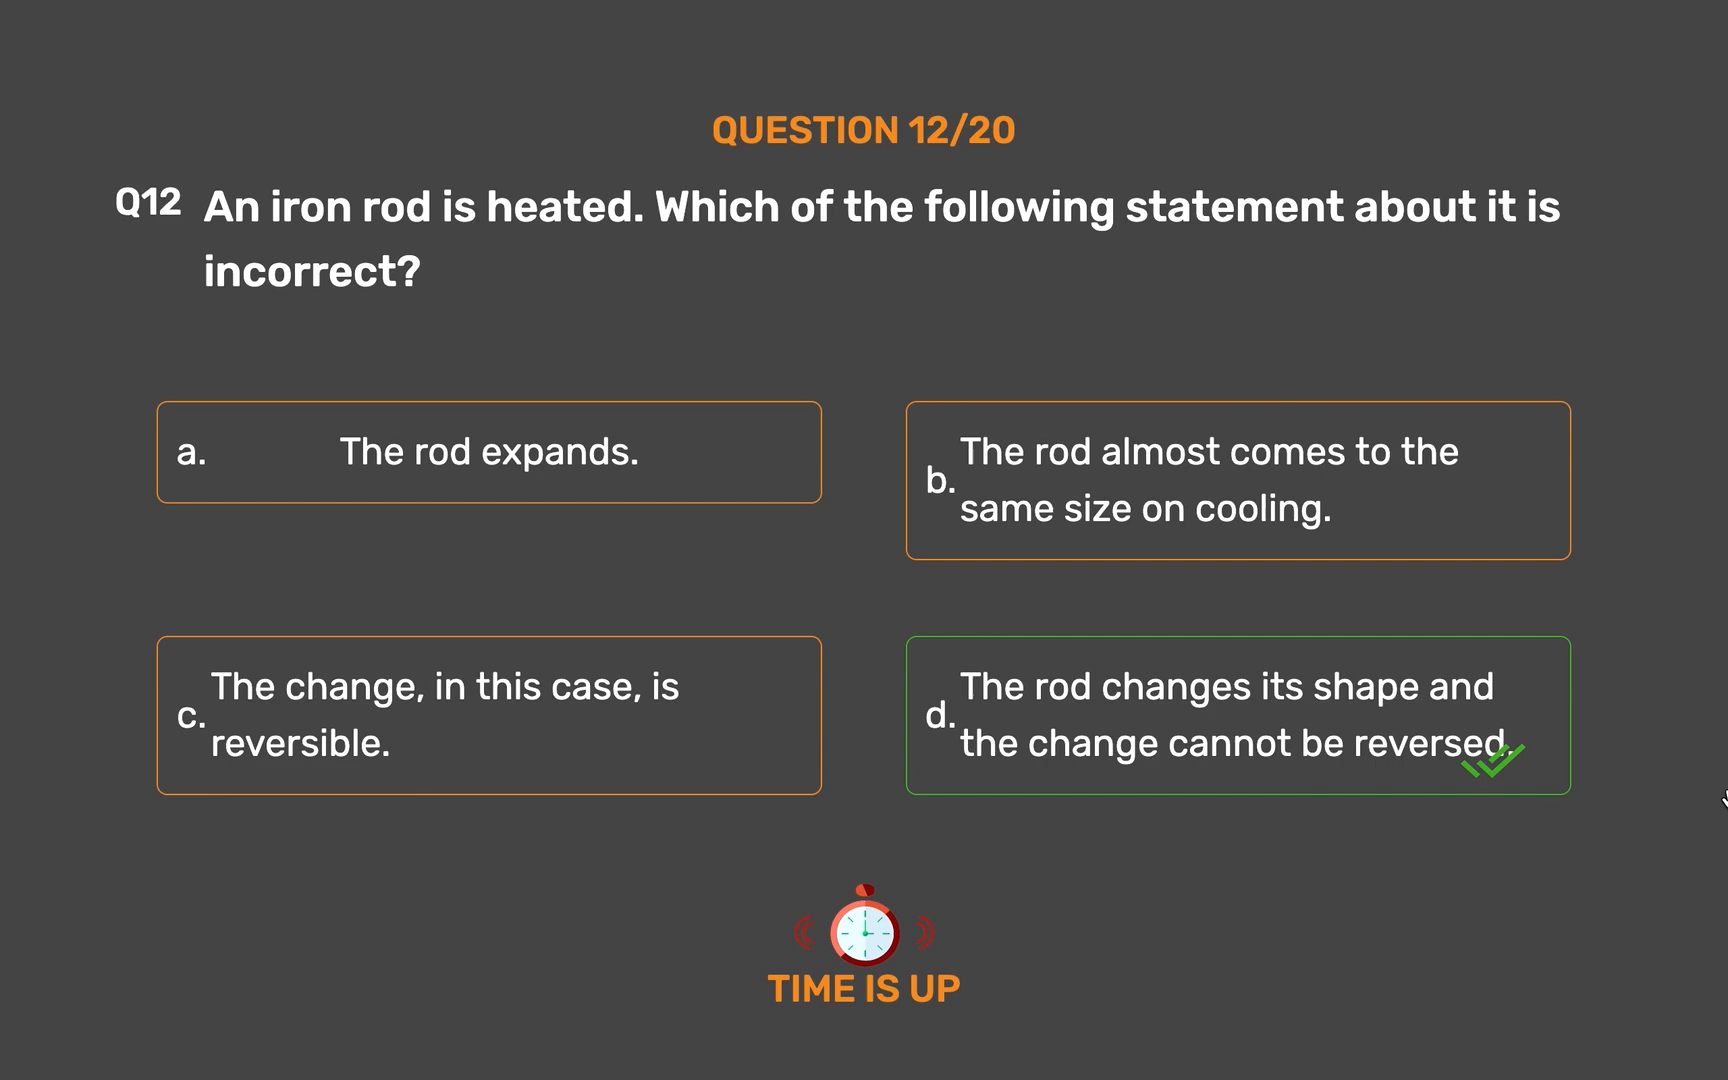 QUESTION 12/20
Q12 An iron rod is heated. Which of the following statement about it is
incorrect?
a. The rod expands.
b. The rod almost comes to the
same size on cooling.
c. The change, in this case, is
reversible.
d. The rod changes its shape and
the change cannot be reversed.
TIME IS UP